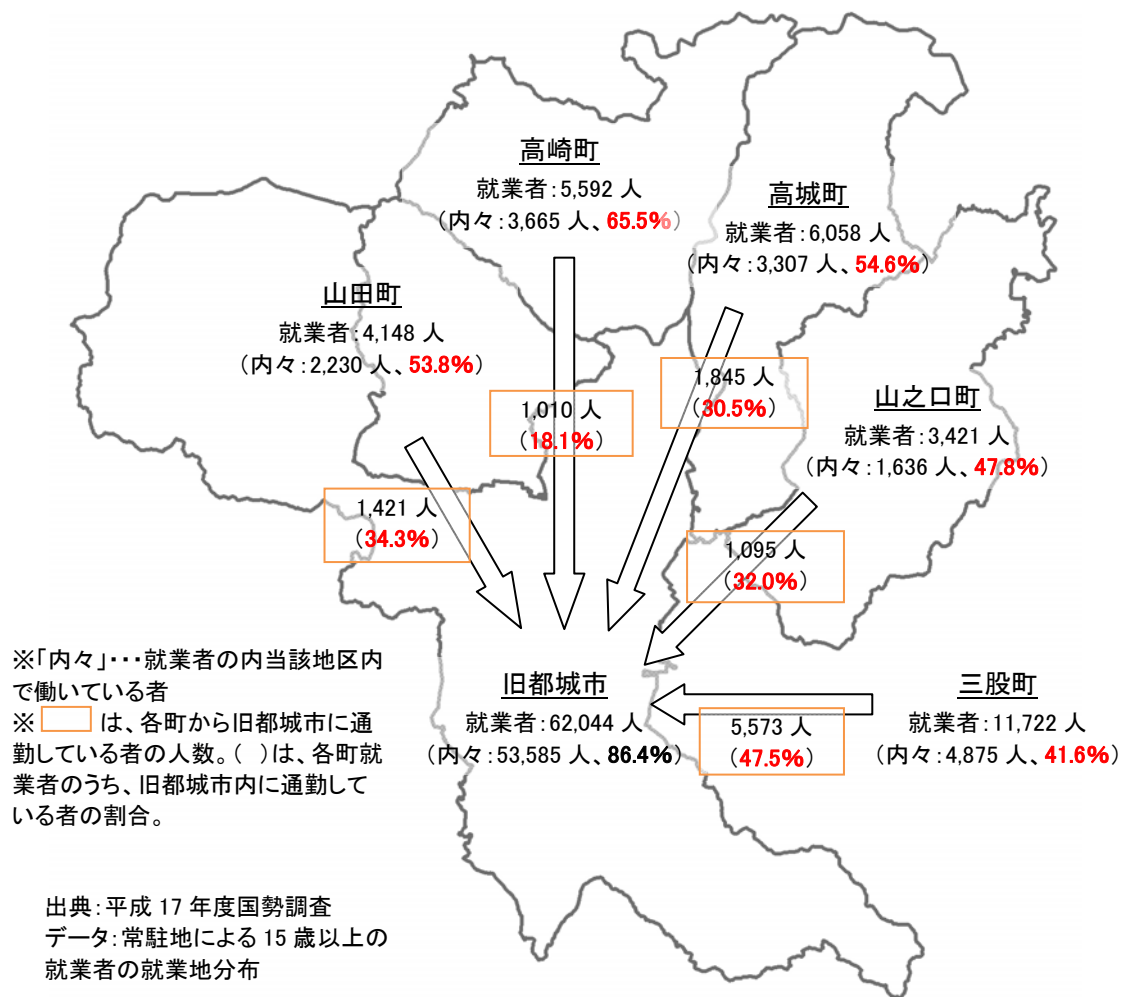 高崎町
就業者：5,592 人
（内々：3,665 人、65.5%）
高城町
就業者：6,058 人
（内々：3,307 人、54.6%）
山田町
就業者：4,148 人
（内々：2,230 人、53.8%）
1,845 人
（30.5%）
1,010 人
（18.1%）
山之口町
就業者：3,421 人
（内々：1,636 人、47.8%）
1,421 人
（34.3%）
1,095 人
（32.0%）
※「内々」・・・就業者の内当該地区内
で働いている者
※ は、各町から旧都城市に通
勤している者の人数。（ ）は、各町就
業者のうち、旧都城市内に通勤して
いる者の割合。
旧都城市
就業者：62,044 人
（内々：53,585 人、86.4%）
5,573 人
（47.5%）
三股町
就業者：11,722 人
（内々：4,875 人、41.6%）
出典：平成 17 年度国勢調査
データ：常駐地による 15 歳以上の
就業者の就業地分布